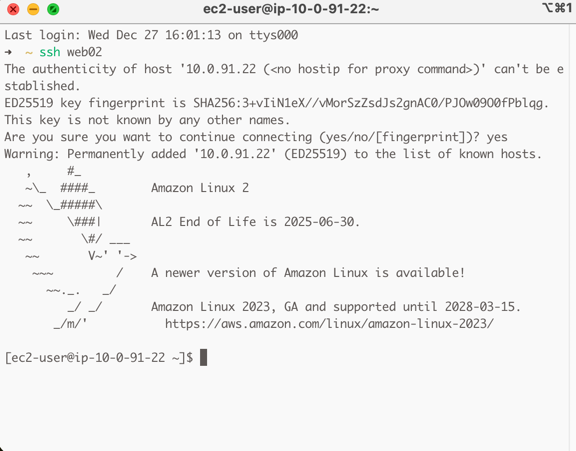 ec2-user@ip-10-0-91-22:~
⌥⌘1
Last login: Wed Dec 27 16:01:13 on ttys000
➜  ~ ssh web02
The authenticity of host '10.0.91.22 (<no hostip for proxy command>)' can't be e
stablished.
ED25519 key fingerprint is SHA256:3+vIiN1eX//vMorSzZsdJs2gnAC0/PJOw09O0fPblqg.
This key is not known by any other names.
Are you sure you want to continue connecting (yes/no/[fingerprint])? yes
Warning: Permanently added '10.0.91.22' (ED25519) to the list of known hosts.
   ,     #_
   ~\_  ####_        Amazon Linux 2
  ~~  \_#####\
  ~~     \###|       AL2 End of Life is 2025-06-30.
  ~~       \#/ ___
   ~~       V~' '->
    ~~~         /    A newer version of Amazon Linux is available!
      ~~._.   _/
         _/ _/       Amazon Linux 2023, GA and supported until 2028-03-15.
       _/m/'           https://aws.amazon.com/linux/amazon-linux-2023/
[ec2-user@ip-10-0-91-22 ~]$